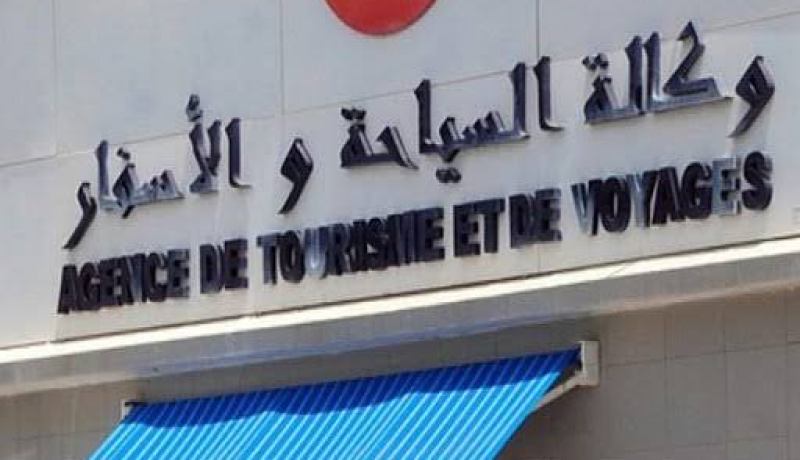 وكالة السياحة و الأسفار
AGENCE DE TOURISME ET DE VOYAGES